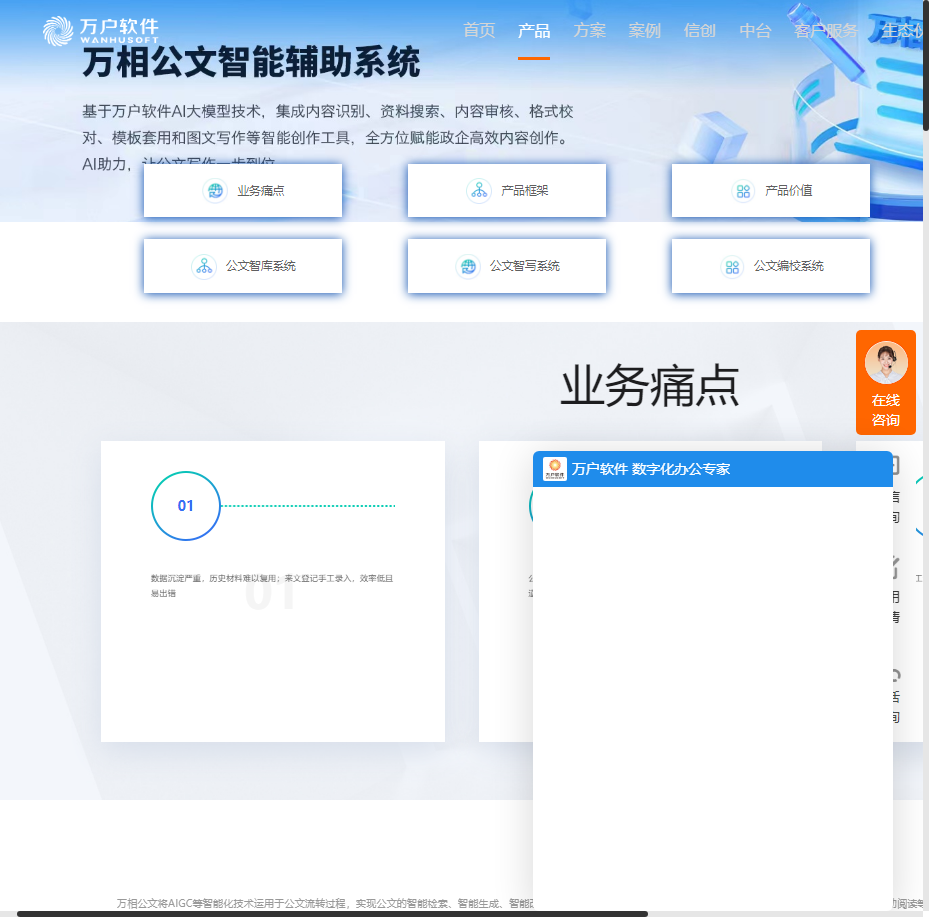 万户软件
WANHUSOFT
首页 产品 方案 案例 信创 中台 客户服务 生态
万相公文智能辅助系统
基于万户软件AI大模型技术，集成内容识别、资料搜索、内容审核、格式校
对、模板套用和图文写作等智能创作工具，全方位赋能政企高效内容创作。
AI助力，让公文写作一步到位
业务痛点 产品框架 产品价值
公文智库系统 公文智写系统 公文编校系统
在线
咨询
业务痛点
万户软件 数字化办公专家
01
数据沉淀严重，历史材料难以复用；来文登记手工录入，效率低且
易出错
01
万相公文将AIGC等智能化技术运用于公文流转过程，实现公文的智能检索、智能生成、智能